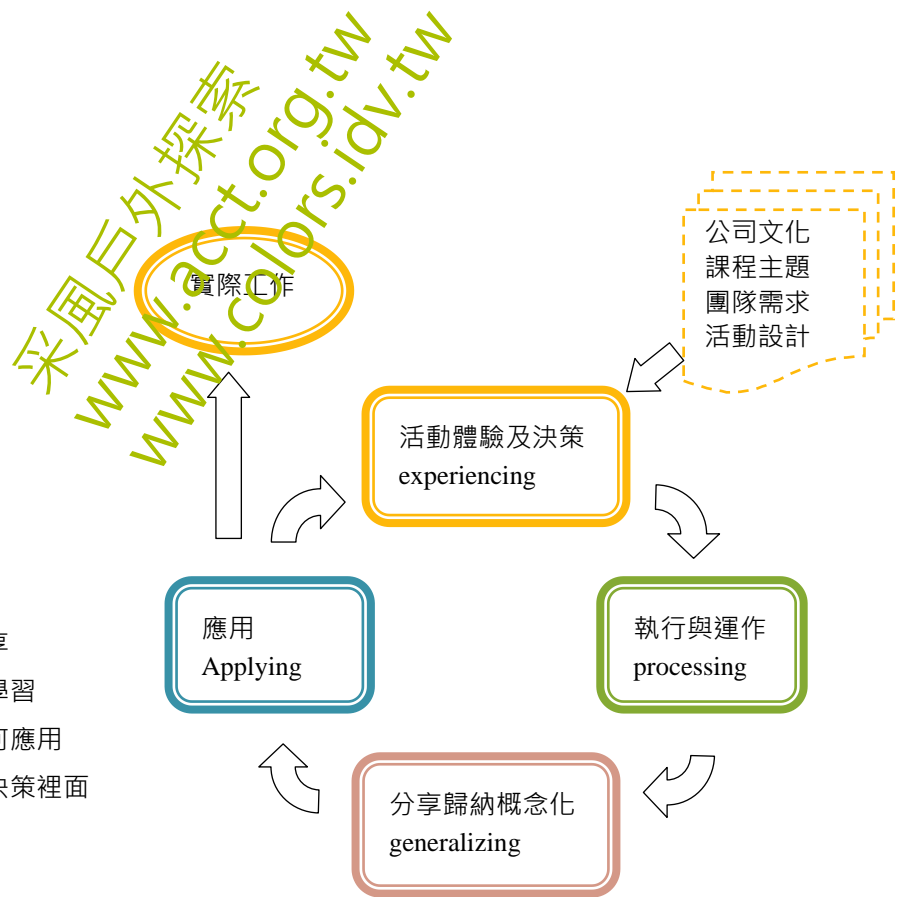 采風戶外探索
www.acct.org.tw
www.colors.idv.tw
實際工作
公司文化
課程主題
團隊需求
活動設計
活動體驗及決策
experiencing
應用
Applying
執行與運作
processing
享
學習
可應用
決策裡面
分享歸納概念化
generalizing